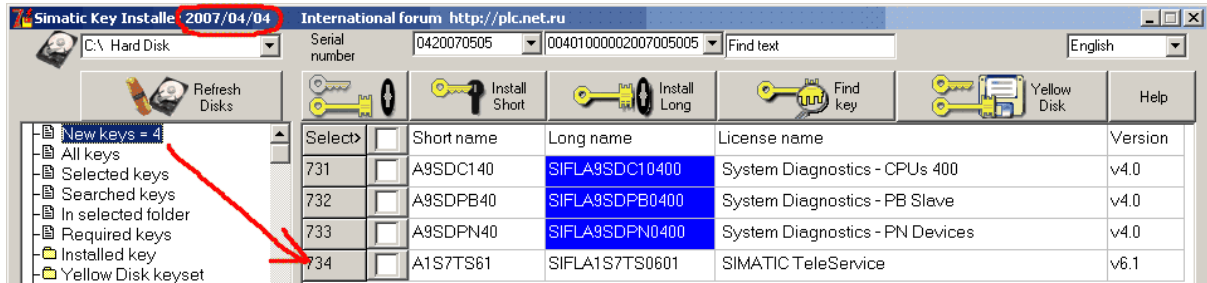 Simatic Key Installer 2007/04/04 International forum http://plc.net.ru
C:\ Hard Disk
Serial number
0420070505
00401000002007005005
Find text
English
Refresh Disks
Install Short
Install Long
Find key
Yellow Disk
Help
New keys = 4
All keys
Selected keys
Searched keys
In selected folder
Required keys
Installed key
Yellow Disk keyset
Select> Short name Long name License name Version
731 A9SDC140 SIFLA9SDC10400 System Diagnostics - CPUs 400 v4.0
732 A9SDPB40 SIFLA9SDPB0400 System Diagnostics - PB Slave v4.0
733 A9SDPN40 SIFLA9SDPN0400 System Diagnostics - PN Devices v4.0
734 A1S7TS61 SIFLA1S7TS0601 SIMATIC TeleService v6.1